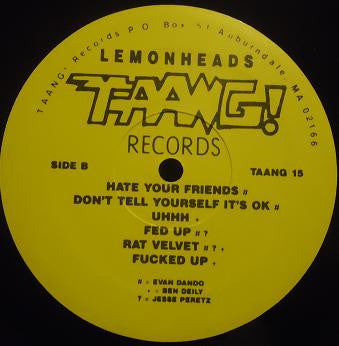 TAANG! Records P.O. Box 51 Auburndale, MA 02166
LEMONHEADS
TAANG!
RECORDS
SIDE B
TAANG 15
HATE YOUR FRIENDS #
DON'T TELL YOURSELF IT'S OK #
UHHH +
FED UP # ?
RAT VELVET # ? +
FUCKED UP +
# = EVAN DANDO
+ = BEN DEILY
? = JESSE PERETZ